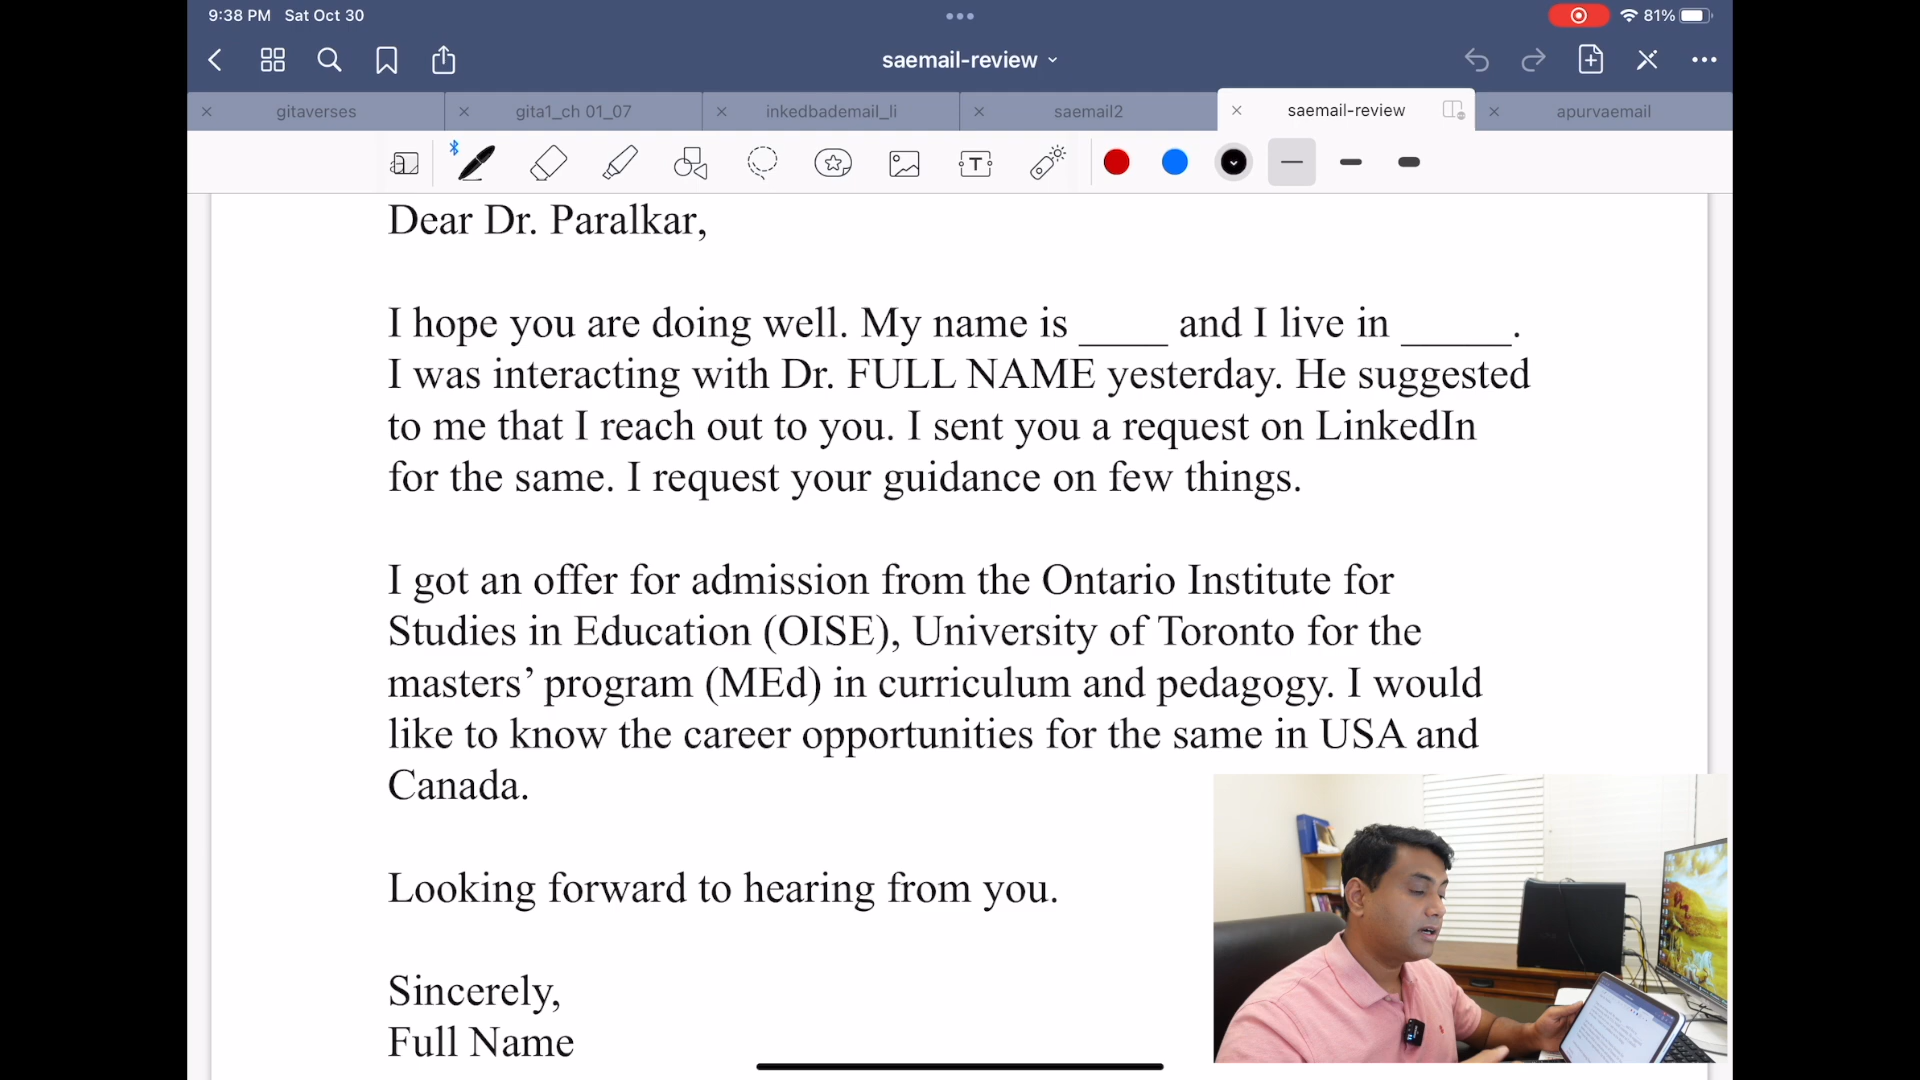 9:38 PM Sat Oct 30
81%
saemail-review
gitaverses
gita1_ch 01_07
inkedbademail_li
saemail2
saemail-review
apurvaemail
Dear Dr. Paralkar,
I hope you are doing well. My name is ____ and I live in _____.
I was interacting with Dr. FULL NAME yesterday. He suggested
to me that I reach out to you. I sent you a request on LinkedIn
for the same. I request your guidance on few things.
I got an offer for admission from the Ontario Institute for
Studies in Education (OISE), University of Toronto for the
masters’ program (MEd) in curriculum and pedagogy. I would
like to know the career opportunities for the same in USA and
Canada.
Looking forward to hearing from you.
Sincerely,
Full Name